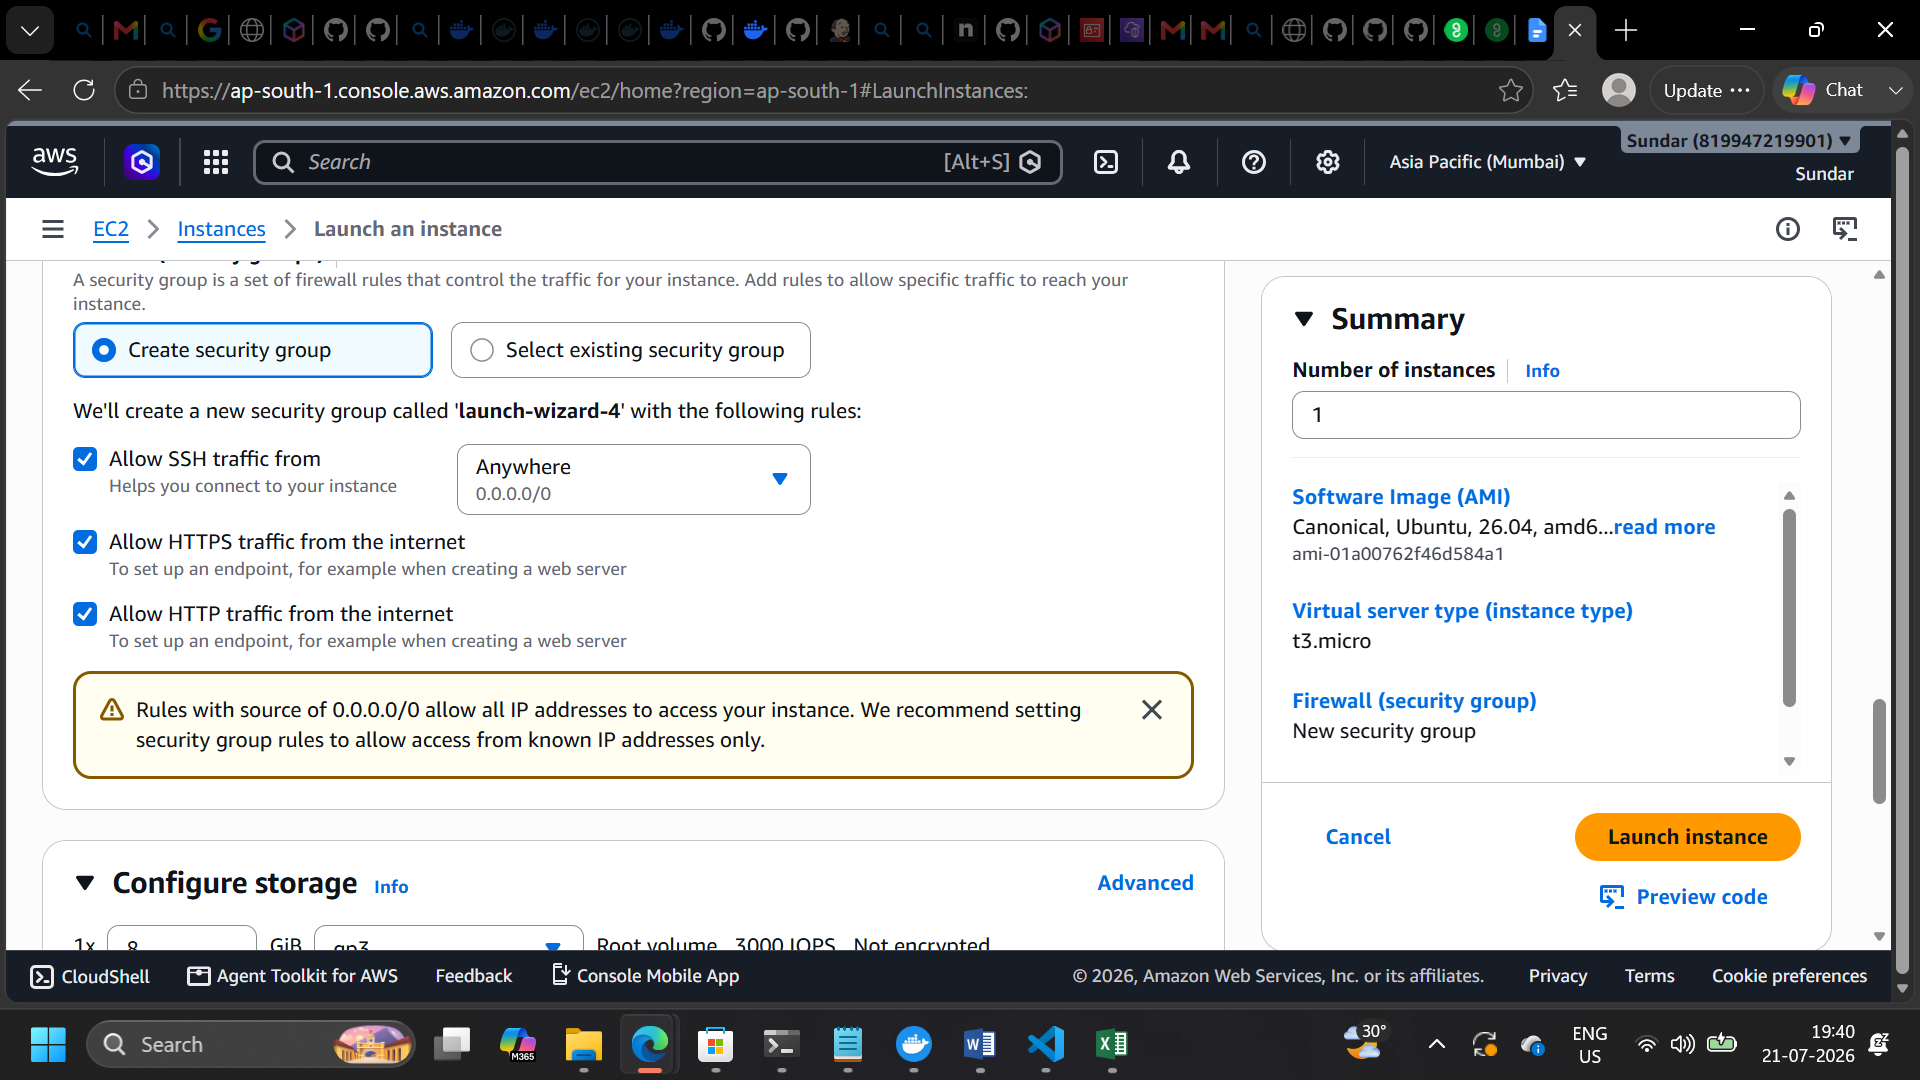 https://ap-south-1.console.aws.amazon.com/ec2/home?region=ap-south-1#LaunchInstances:
Update
Chat
aws
Search
[Alt+S]
Asia Pacific (Mumbai)
Sundar (819947219901)
Sundar
EC2
Instances
Launch an instance
A security group is a set of firewall rules that control the traffic for your instance. Add rules to allow specific traffic to reach your
instance.
Create security group
Select existing security group
We'll create a new security group called 'launch-wizard-4' with the following rules:
Allow SSH traffic from
Helps you connect to your instance
Anywhere
0.0.0.0/0
Allow HTTPS traffic from the internet
To set up an endpoint, for example when creating a web server
Allow HTTP traffic from the internet
To set up an endpoint, for example when creating a web server
Rules with source of 0.0.0.0/0 allow all IP addresses to access your instance. We recommend setting
security group rules to allow access from known IP addresses only.
Configure storage
Info
Advanced
1x
8
GiB
gp3
Root volume, 3000 IOPS, Not encrypted
Summary
Number of instances
Info
1
Software Image (AMI)
Canonical, Ubuntu, 26.04, amd6...read more
ami-01a00762f46d584a1
Virtual server type (instance type)
t3.micro
Firewall (security group)
New security group
Cancel
Launch instance
Preview code
CloudShell
Agent Toolkit for AWS
Feedback
Console Mobile App
© 2026, Amazon Web Services, Inc. or its affiliates.
Privacy
Terms
Cookie preferences
Search
M365
30°
ENG
US
19:40
21-07-2026